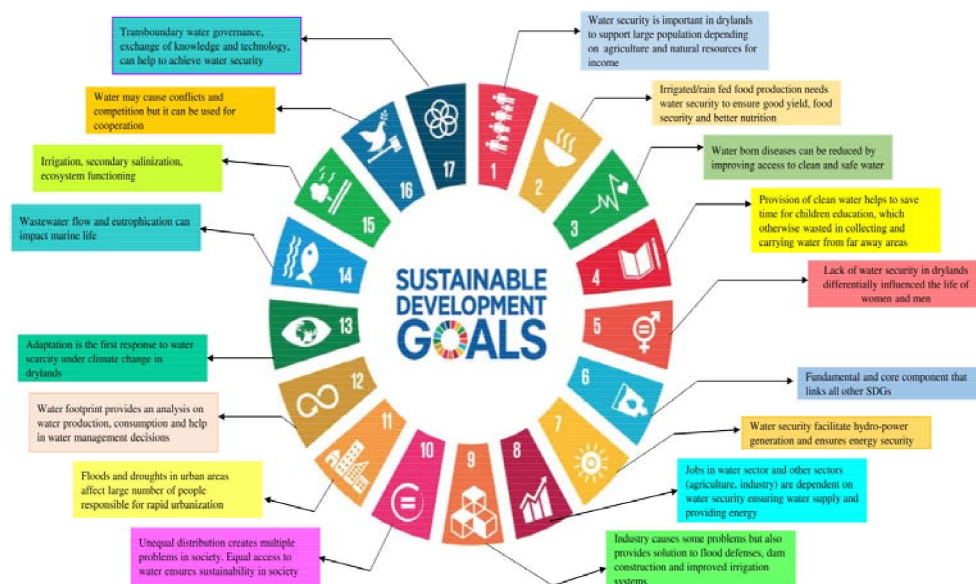 Transboundary water governance,
exchange of knowledge and technology,
can help to achieve water security
Water security is important in drylands
to support large population depending
on agriculture and natural resources for
income
Water may cause conflicts and
competition but it can be used for
cooperation
Irrigated/rain fed food production needs
water security to ensure good yield, food
security and better nutrition
Irrigation, secondary salinization,
ecosystem functioning
Water born diseases can be reduced by
improving access to clean and safe water
Wastewater flow and eutrophication can
impact marine life
Provision of clean water helps to save
time for children education, which
otherwise wasted in collecting and
carrying water from far away areas
Lack of water security in drylands
differentially influenced the life of
women and men
Adaptation is the first response to water
scarcity under climate change in
drylands
Fundamental and core component that
links all other SDGs
Water footprint provides an analysis on
water production, consumption and help
in water management decisions
Water security facilitate hydro-power
generation and ensures energy security
Floods and droughts in urban areas
affect large number of people
responsible for rapid urbanization
Jobs in water sector and other sectors
(agriculture, industry) are dependent on
water security ensuring water supply and
providing energy
Unequal distribution creates multiple
problems in society. Equal access to
water ensures sustainability in society
Industry causes some problems but also
provides solution to flood defenses, dam
construction and improved irrigation
systems.
SUSTAINABLE
DEVELOPMENT
GOALS
1
2
3
4
5
6
7
8
9
10
11
12
13
14
15
16
17